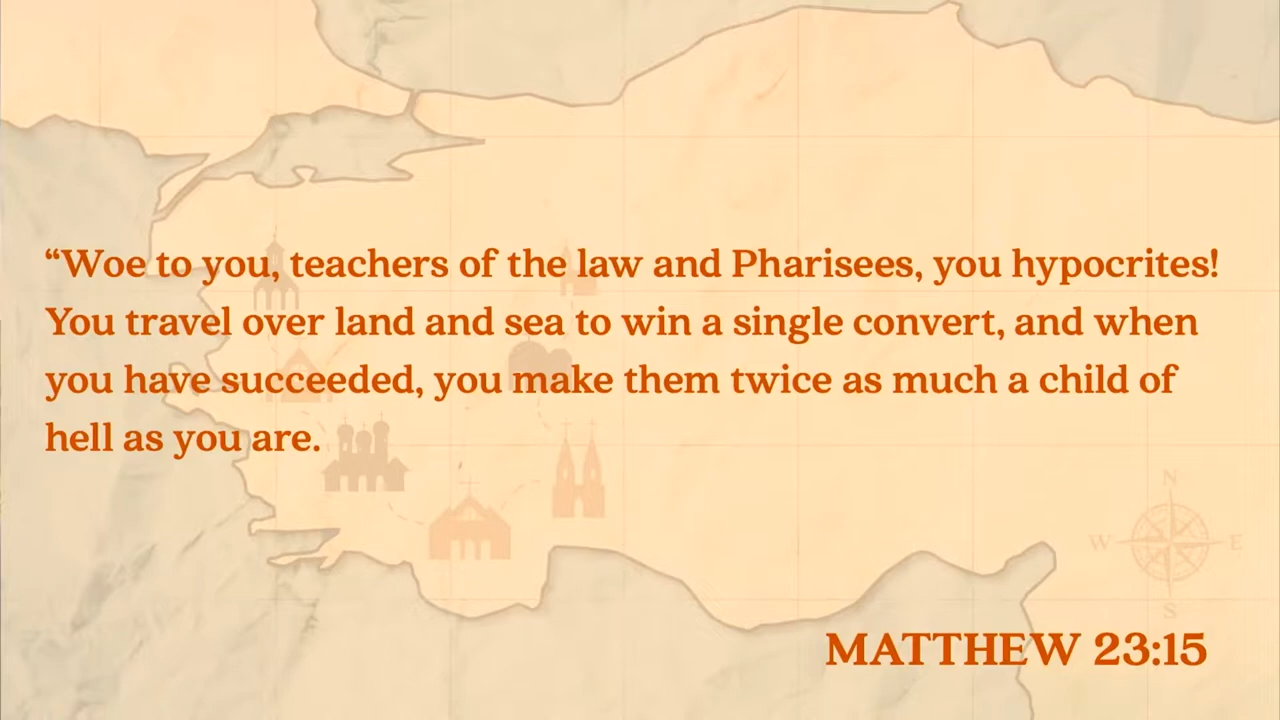 “Woe to you, teachers of the law and Pharisees, you hypocrites!
You travel over land and sea to win a single convert, and when
you have succeeded, you make them twice as much a child of
hell as you are.
N
W E
S
MATTHEW 23:15